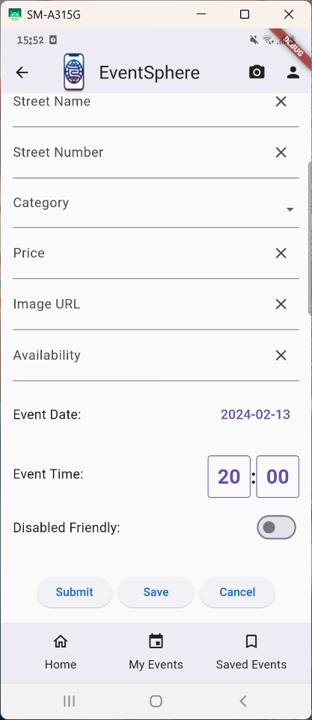 SM-A315G
15:52
DEBUG
EventSphere
Street Name
Street Number
Category
Price
Image URL
Availability
Event Date: 2024-02-13
Event Time: 20 : 00
Disabled Friendly:
Submit Save Cancel
Home My Events Saved Events